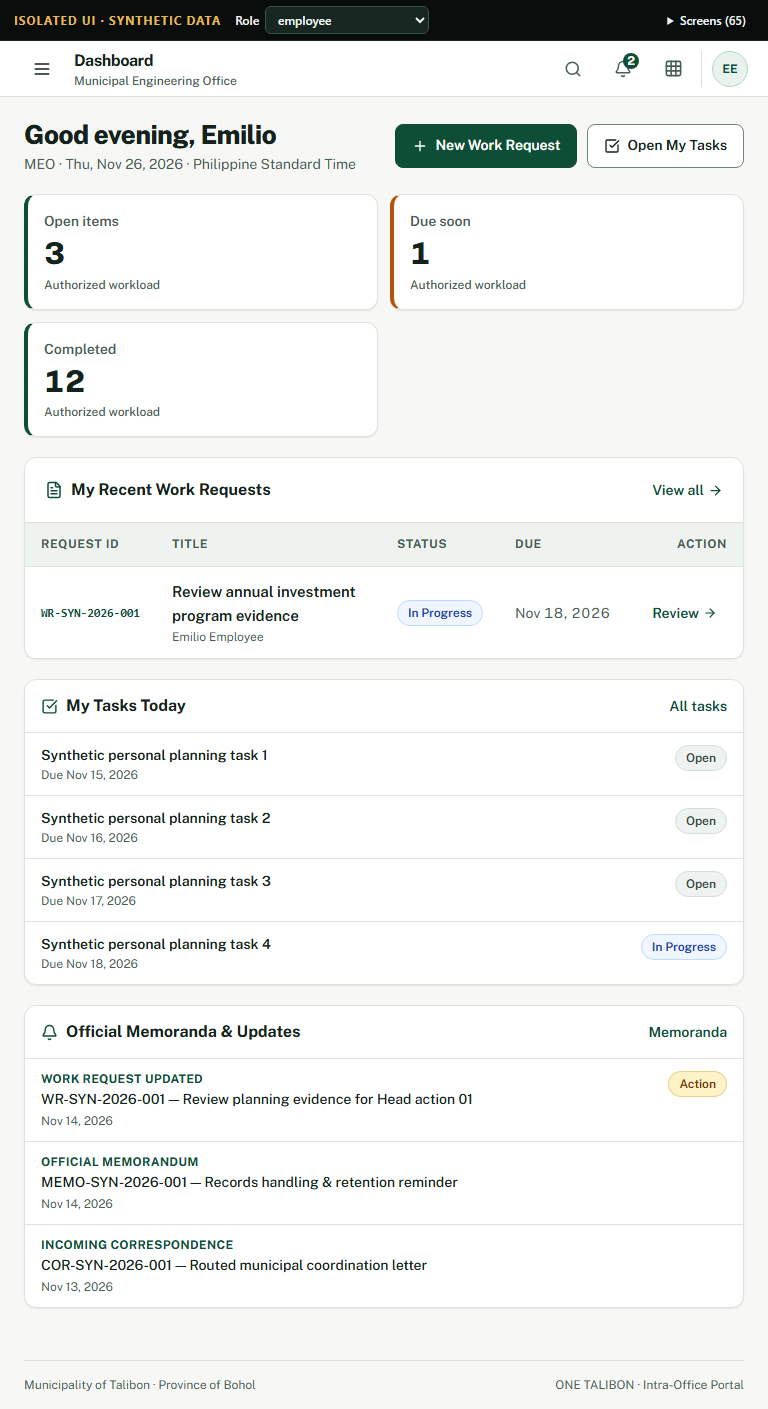 ISOLATED UI · SYNTHETIC DATA Role employee ▶ Screens (65)
Dashboard
Municipal Engineering Office
2
EE
Good evening, Emilio
MEO · Thu, Nov 26, 2026 · Philippine Standard Time
+ New Work Request
Open My Tasks
Open items
3
Authorized workload
Due soon
1
Authorized workload
Completed
12
Authorized workload
My Recent Work Requests
View all →
REQUEST ID TITLE STATUS DUE ACTION
WR-SYN-2026-001
Review annual investment
program evidence
Emilio Employee
In Progress
Nov 18, 2026
Review →
My Tasks Today
All tasks
Synthetic personal planning task 1
Due Nov 15, 2026
Open
Synthetic personal planning task 2
Due Nov 16, 2026
Open
Synthetic personal planning task 3
Due Nov 17, 2026
Open
Synthetic personal planning task 4
Due Nov 18, 2026
In Progress
Official Memoranda & Updates
Memoranda
WORK REQUEST UPDATED
WR-SYN-2026-001 — Review planning evidence for Head action 01
Nov 14, 2026
Action
OFFICIAL MEMORANDUM
MEMO-SYN-2026-001 — Records handling & retention reminder
Nov 14, 2026
INCOMING CORRESPONDENCE
COR-SYN-2026-001 — Routed municipal coordination letter
Nov 13, 2026
Municipality of Talibon · Province of Bohol
ONE TALIBON · Intra-Office Portal